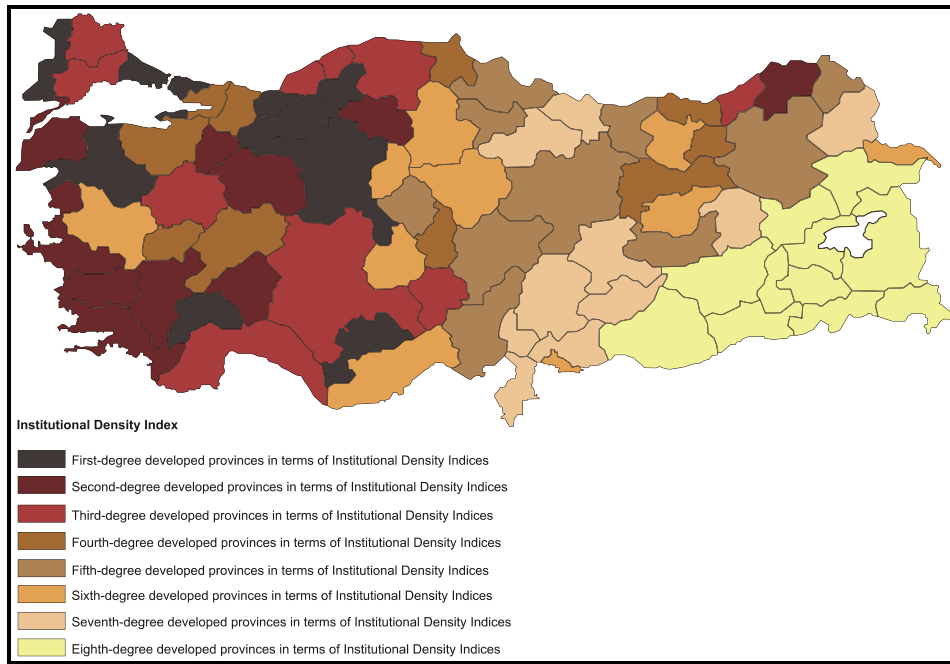 Institutional Density Index
First-degree developed provinces in terms of Institutional Density Indices
Second-degree developed provinces in terms of Institutional Density Indices
Third-degree developed provinces in terms of Institutional Density Indices
Fourth-degree developed provinces in terms of Institutional Density Indices
Fifth-degree developed provinces in terms of Institutional Density Indices
Sixth-degree developed provinces in terms of Institutional Density Indices
Seventh-degree developed provinces in terms of Institutional Density Indices
Eighth-degree developed provinces in terms of Institutional Density Indices